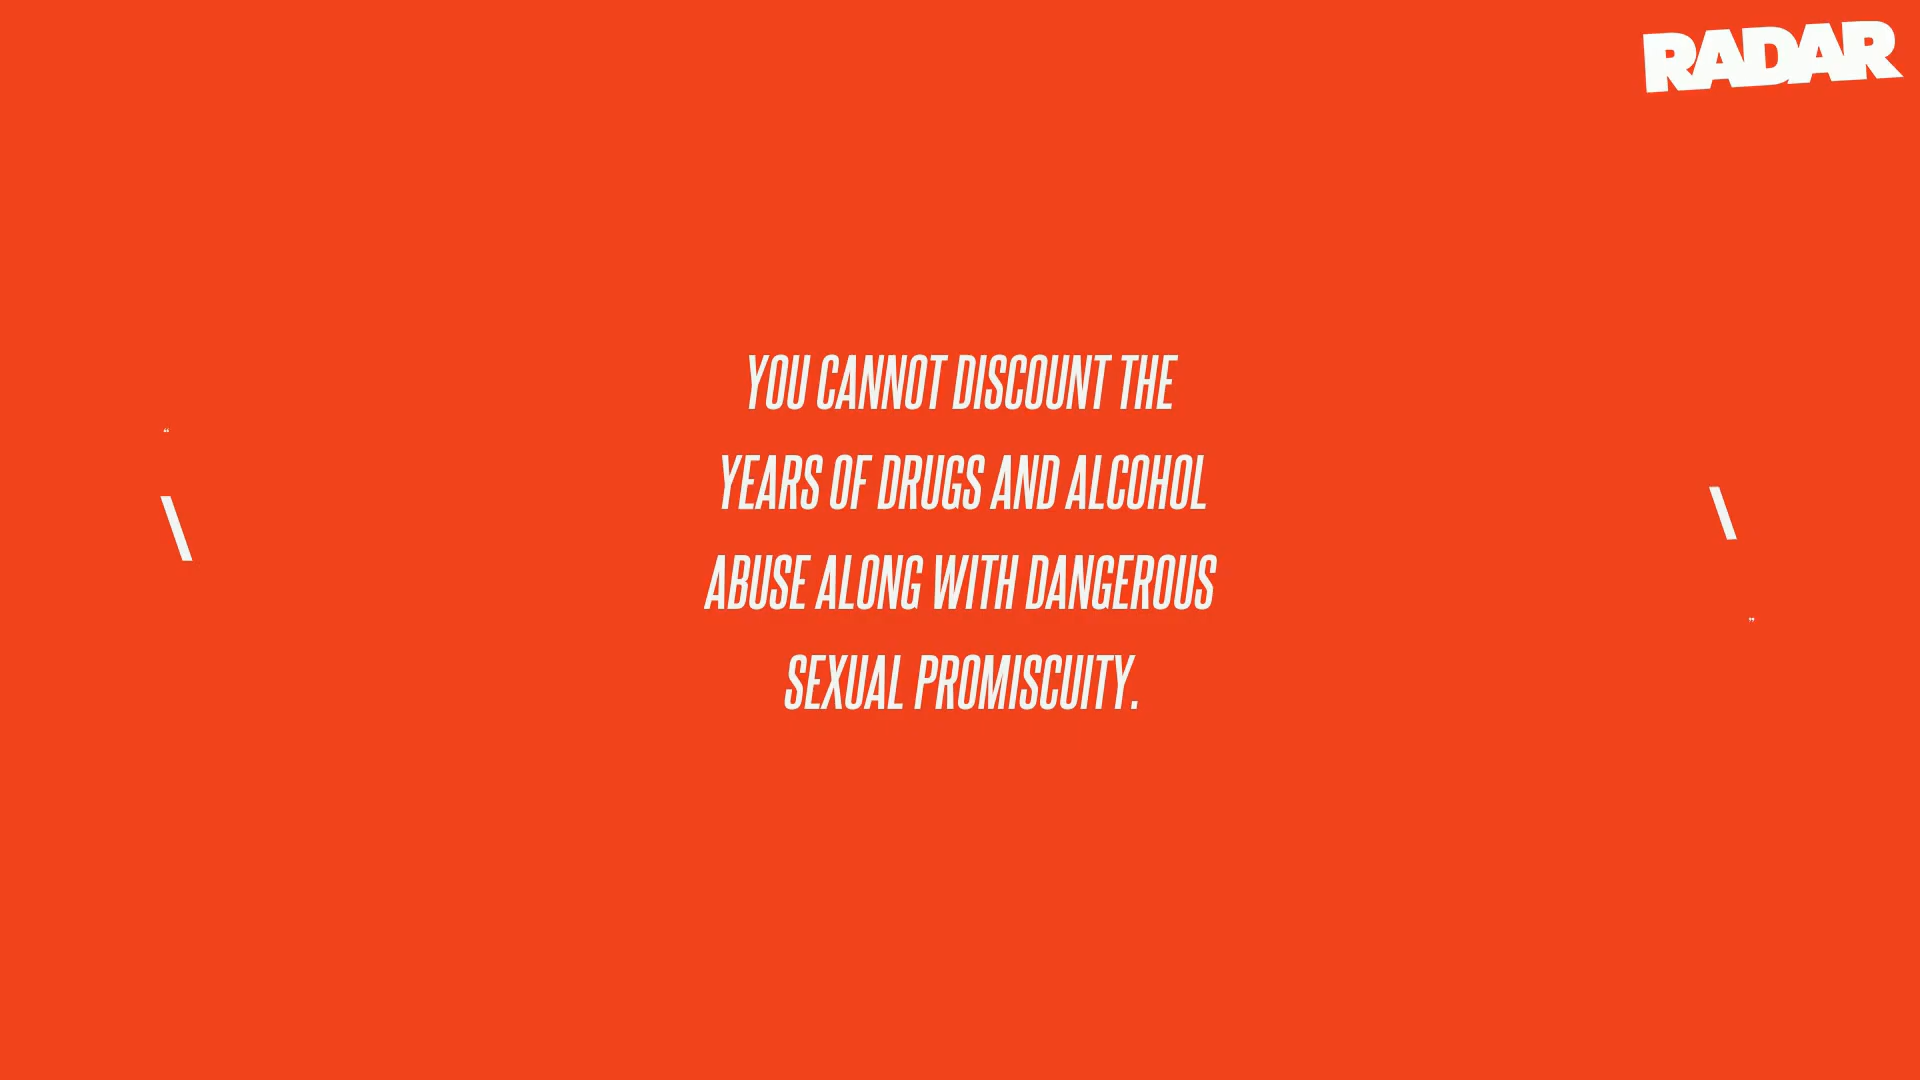 RADAR
“
YOU CANNOT DISCOUNT THE
YEARS OF DRUGS AND ALCOHOL
ABUSE ALONG WITH DANGEROUS
SEXUAL PROMISCUITY.
”